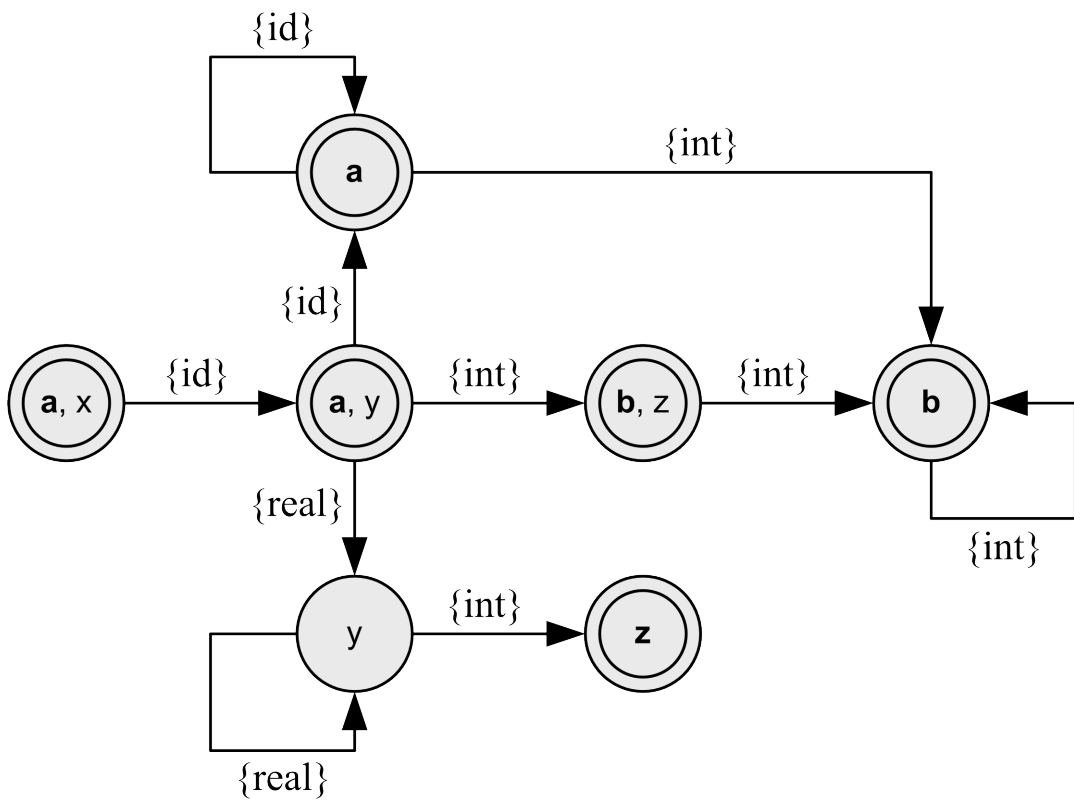 {id}
a
{int}
{id}
a, x
{id}
a, y
{int}
b, z
{int}
b
{real}
{int}
y
{int}
z
{real}